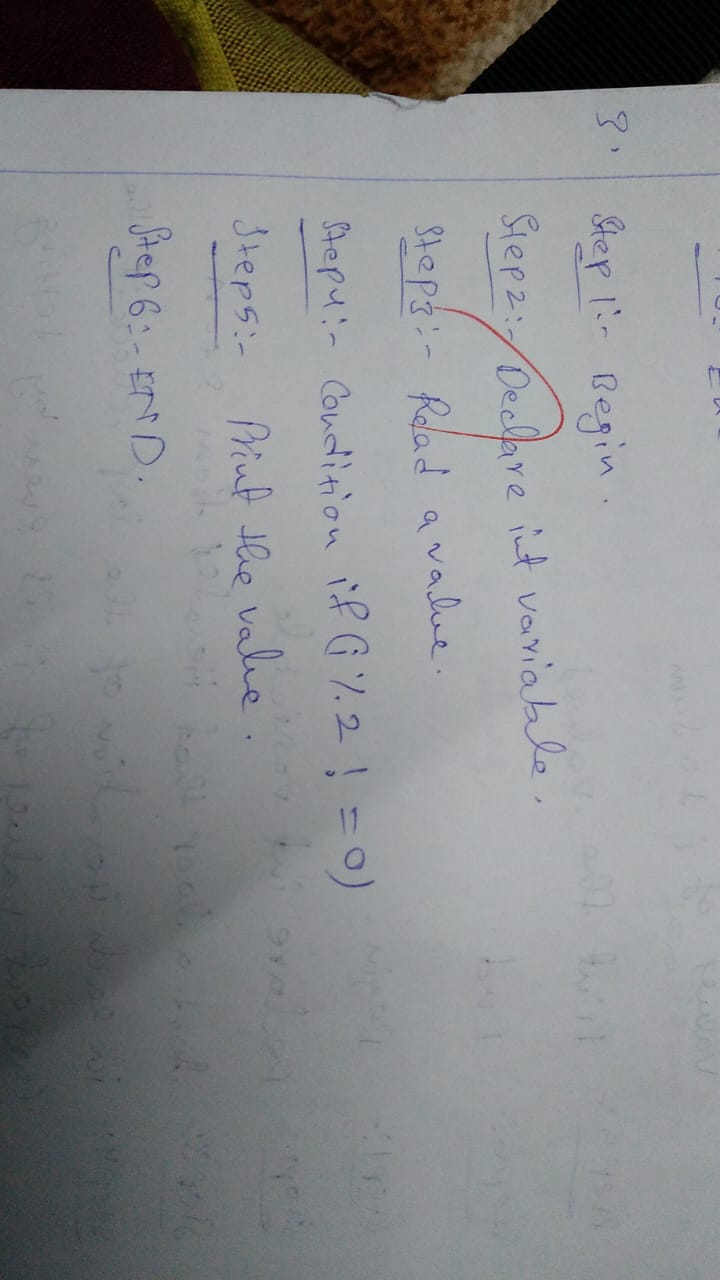 3.
Step 1:- Begin.
Step 2:- Declare int variable.
Step 3:- Read a value.
Step 4:- Condition if (i % 2 ! = 0)
Step 5:- Print the value.
Step 6:- END.